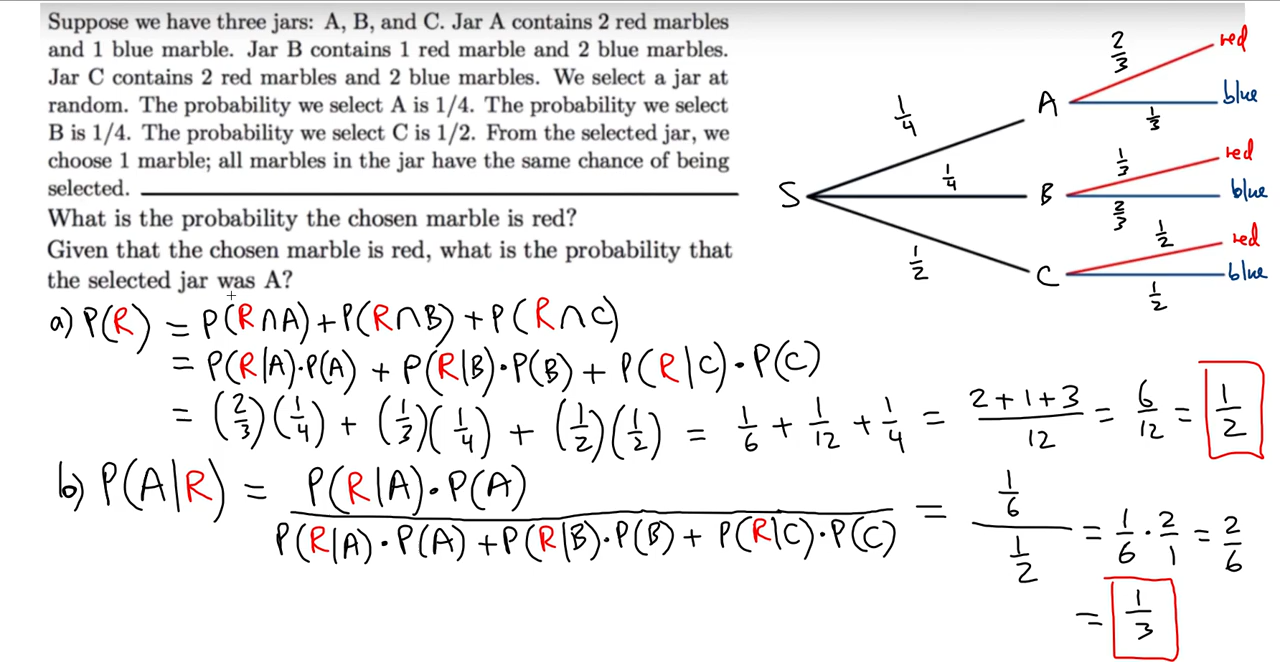 Suppose we have three jars: A, B, and C. Jar A contains 2 red marbles
and 1 blue marble. Jar B contains 1 red marble and 2 blue marbles.
Jar C contains 2 red marbles and 2 blue marbles. We select a jar at
random. The probability we select A is 1/4. The probability we select
B is 1/4. The probability we select C is 1/2. From the selected jar, we
choose 1 marble; all marbles in the jar have the same chance of being
selected.
What is the probability the chosen marble is red?
Given that the chosen marble is red, what is the probability that
the selected jar was A?
S
1/4 A
2/3 red
1/3 blue
1/4 B
1/3 red
2/3 blue
1/2 C
1/2 red
1/2 blue
a) P(R) = P(R∩A) + P(R∩B) + P(R∩C)
= P(R|A)·P(A) + P(R|B)·P(B) + P(R|C)·P(C)
= (2/3)(1/4) + (1/3)(1/4) + (1/2)(1/2) = 1/6 + 1/12 + 1/4 = (2+1+3)/12 = 6/12 = 1/2
b) P(A|R) = P(R|A)·P(A) / P(R|A)·P(A) + P(R|B)·P(B) + P(R|C)·P(C) = (1/6)/(1/2) = 1/6 · 2/1 = 2/6
= 1/3